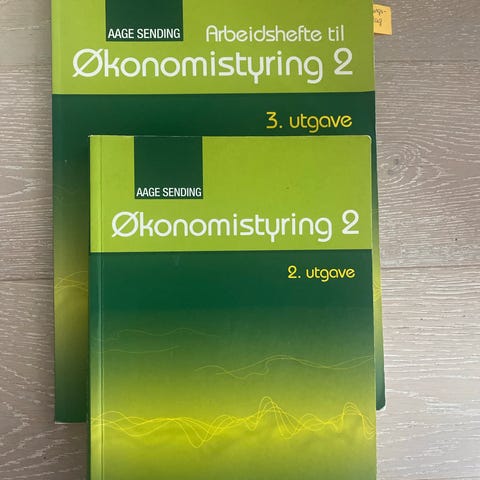 AAGE SENDING
Arbeidshefte til
Økonomistyring 2
3. utgave
AAGE SENDING
Økonomistyring 2
2. utgave